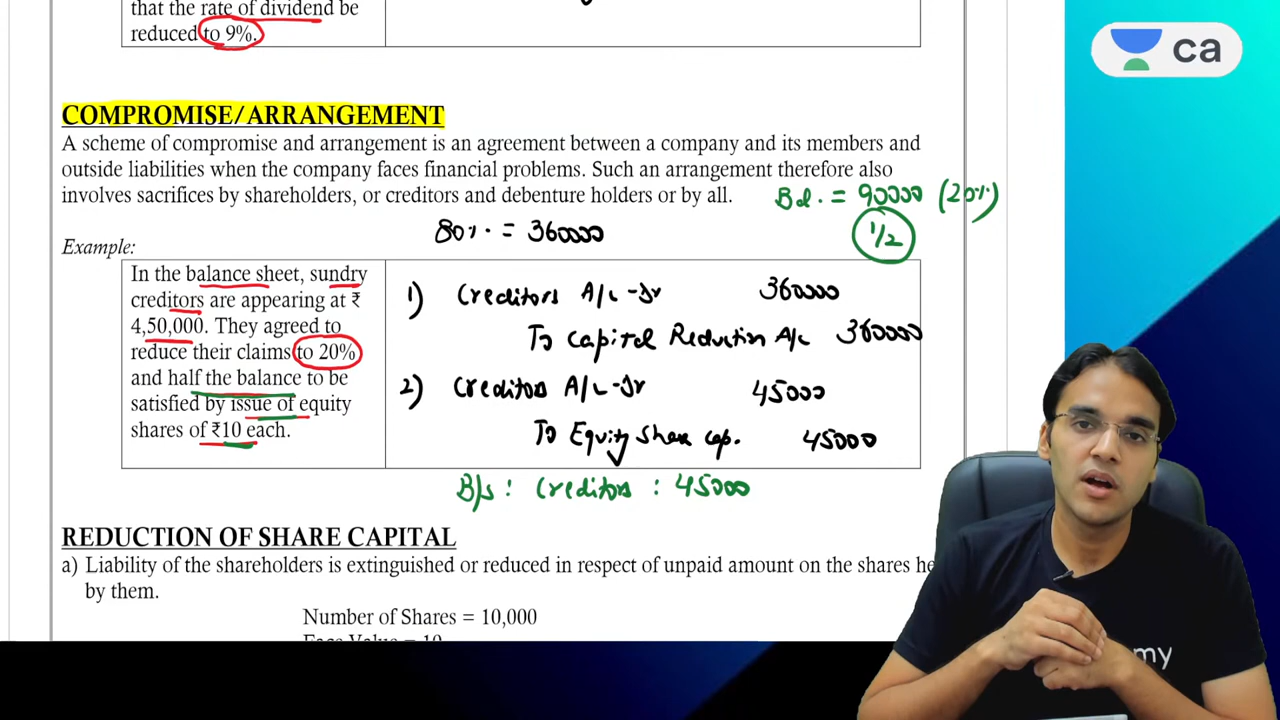 that the rate of dividend be
reduced to 9%.
ca
COMPROMISE/ARRANGEMENT
A scheme of compromise and arrangement is an agreement between a company and its members and
outside liabilities when the company faces financial problems. Such an arrangement therefore also
involves sacrifices by shareholders, or creditors and debenture holders or by all.
Bal. = 90000 (20%)
1/2
80% = 360000
Example:
In the balance sheet, sundry
creditors are appearing at ₹
4,50,000. They agreed to
reduce their claims to 20%
and half the balance to be
satisfied by issue of equity
shares of ₹10 each.
1) Creditors A/c -Dr 360000
To Capital Reduction A/c 360000
2) Creditors A/c -Dr 45000
To Equity Share cap. 45000
B/s : Creditors : 45000
REDUCTION OF SHARE CAPITAL
a) Liability of the shareholders is extinguished or reduced in respect of unpaid amount on the shares he
by them.
Number of Shares = 10,000
Face Value = 10
my